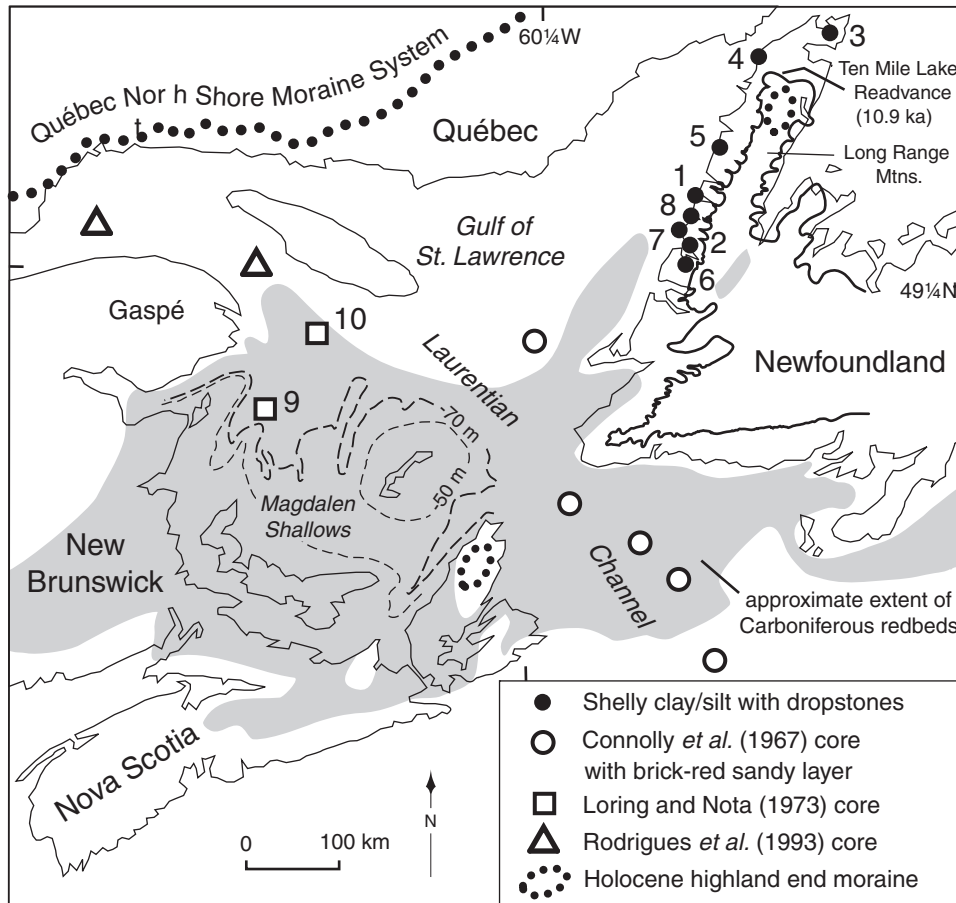 60¼W
3
4
Ten Mile Lake
Readvance
(10.9 ka)
Québec Nor h Shore Moraine System
t
Québec
5
Long Range
Mtns.
1
8
7
2
6
Gulf of
St. Lawrence
49¼N
Gaspé
10
Laurentian
Newfoundland
9
-70 m
-50 m
Magdalen
Shallows
New
Brunswick
Channel
approximate extent of
Carboniferous redbeds
Nova Scotia
N
0 100 km
Shelly clay/silt with dropstones
Connolly et al. (1967) core
with brick-red sandy layer
Loring and Nota (1973) core
Rodrigues et al. (1993) core
Holocene highland end moraine